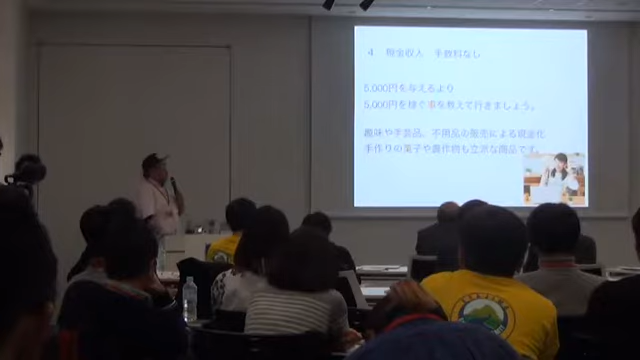 4 現金収入 手数料なし
5,000円を与えるより
5,000円を稼ぐ事を教えて行きましょう。
趣味や手芸品、不用品の販売による現金化
手作りの菓子や農作物も立派な商品です。